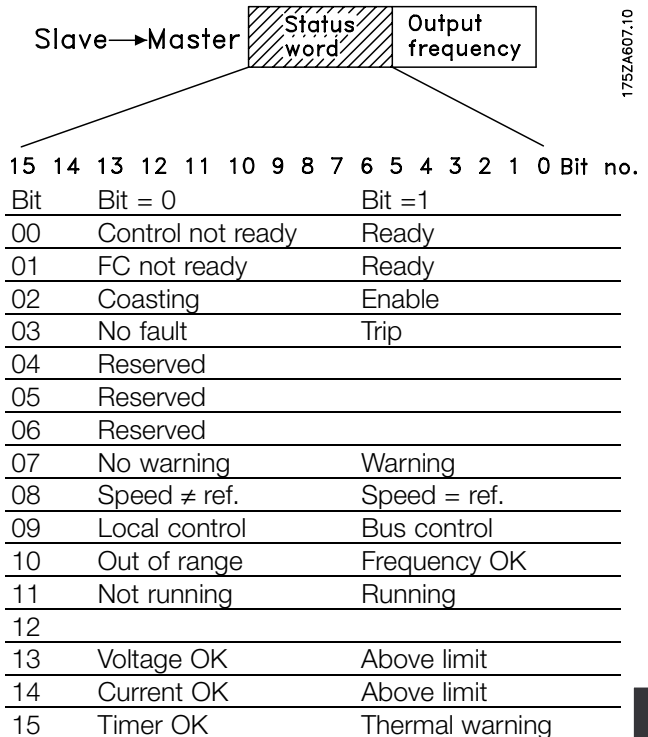 Slave→Master Status word Output frequency
175ZA607.10
15 14 13 12 11 10 9 8 7 6 5 4 3 2 1 0 Bit no.
Bit Bit = 0 Bit =1
00 Control not ready Ready
01 FC not ready Ready
02 Coasting Enable
03 No fault Trip
04 Reserved
05 Reserved
06 Reserved
07 No warning Warning
08 Speed ≠ ref. Speed = ref.
09 Local control Bus control
10 Out of range Frequency OK
11 Not running Running
12
13 Voltage OK Above limit
14 Current OK Above limit
15 Timer OK Thermal warning